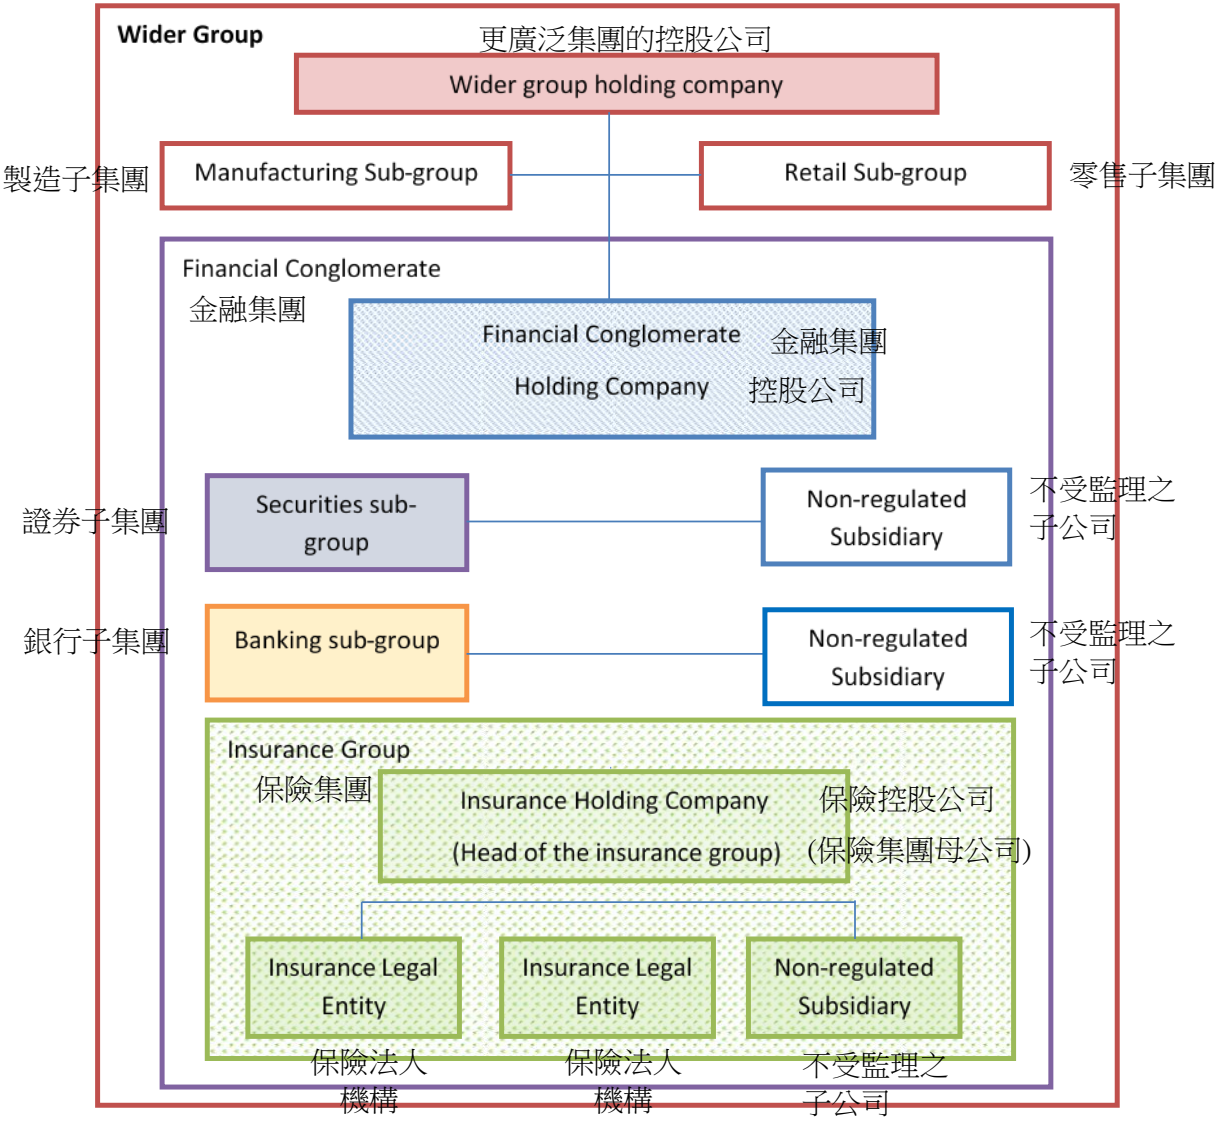 Wider Group
更廣泛集團的控股公司
Wider group holding company
製造子集團
Manufacturing Sub-group
Retail Sub-group
零售子集團
Financial Conglomerate
金融集團
Financial Conglomerate
金融集團
Holding Company
控股公司
證券子集團
Securities sub-
group
Non-regulated
Subsidiary
不受監理之
子公司
銀行子集團
Banking sub-group
Non-regulated
Subsidiary
不受監理之
子公司
Insurance Group
保險集團
Insurance Holding Company
保險控股公司
(Head of the insurance group)
(保險集團母公司)
Insurance Legal
Entity
Insurance Legal
Entity
Non-regulated
Subsidiary
保險法人
機構
保險法人
機構
不受監理之
子公司